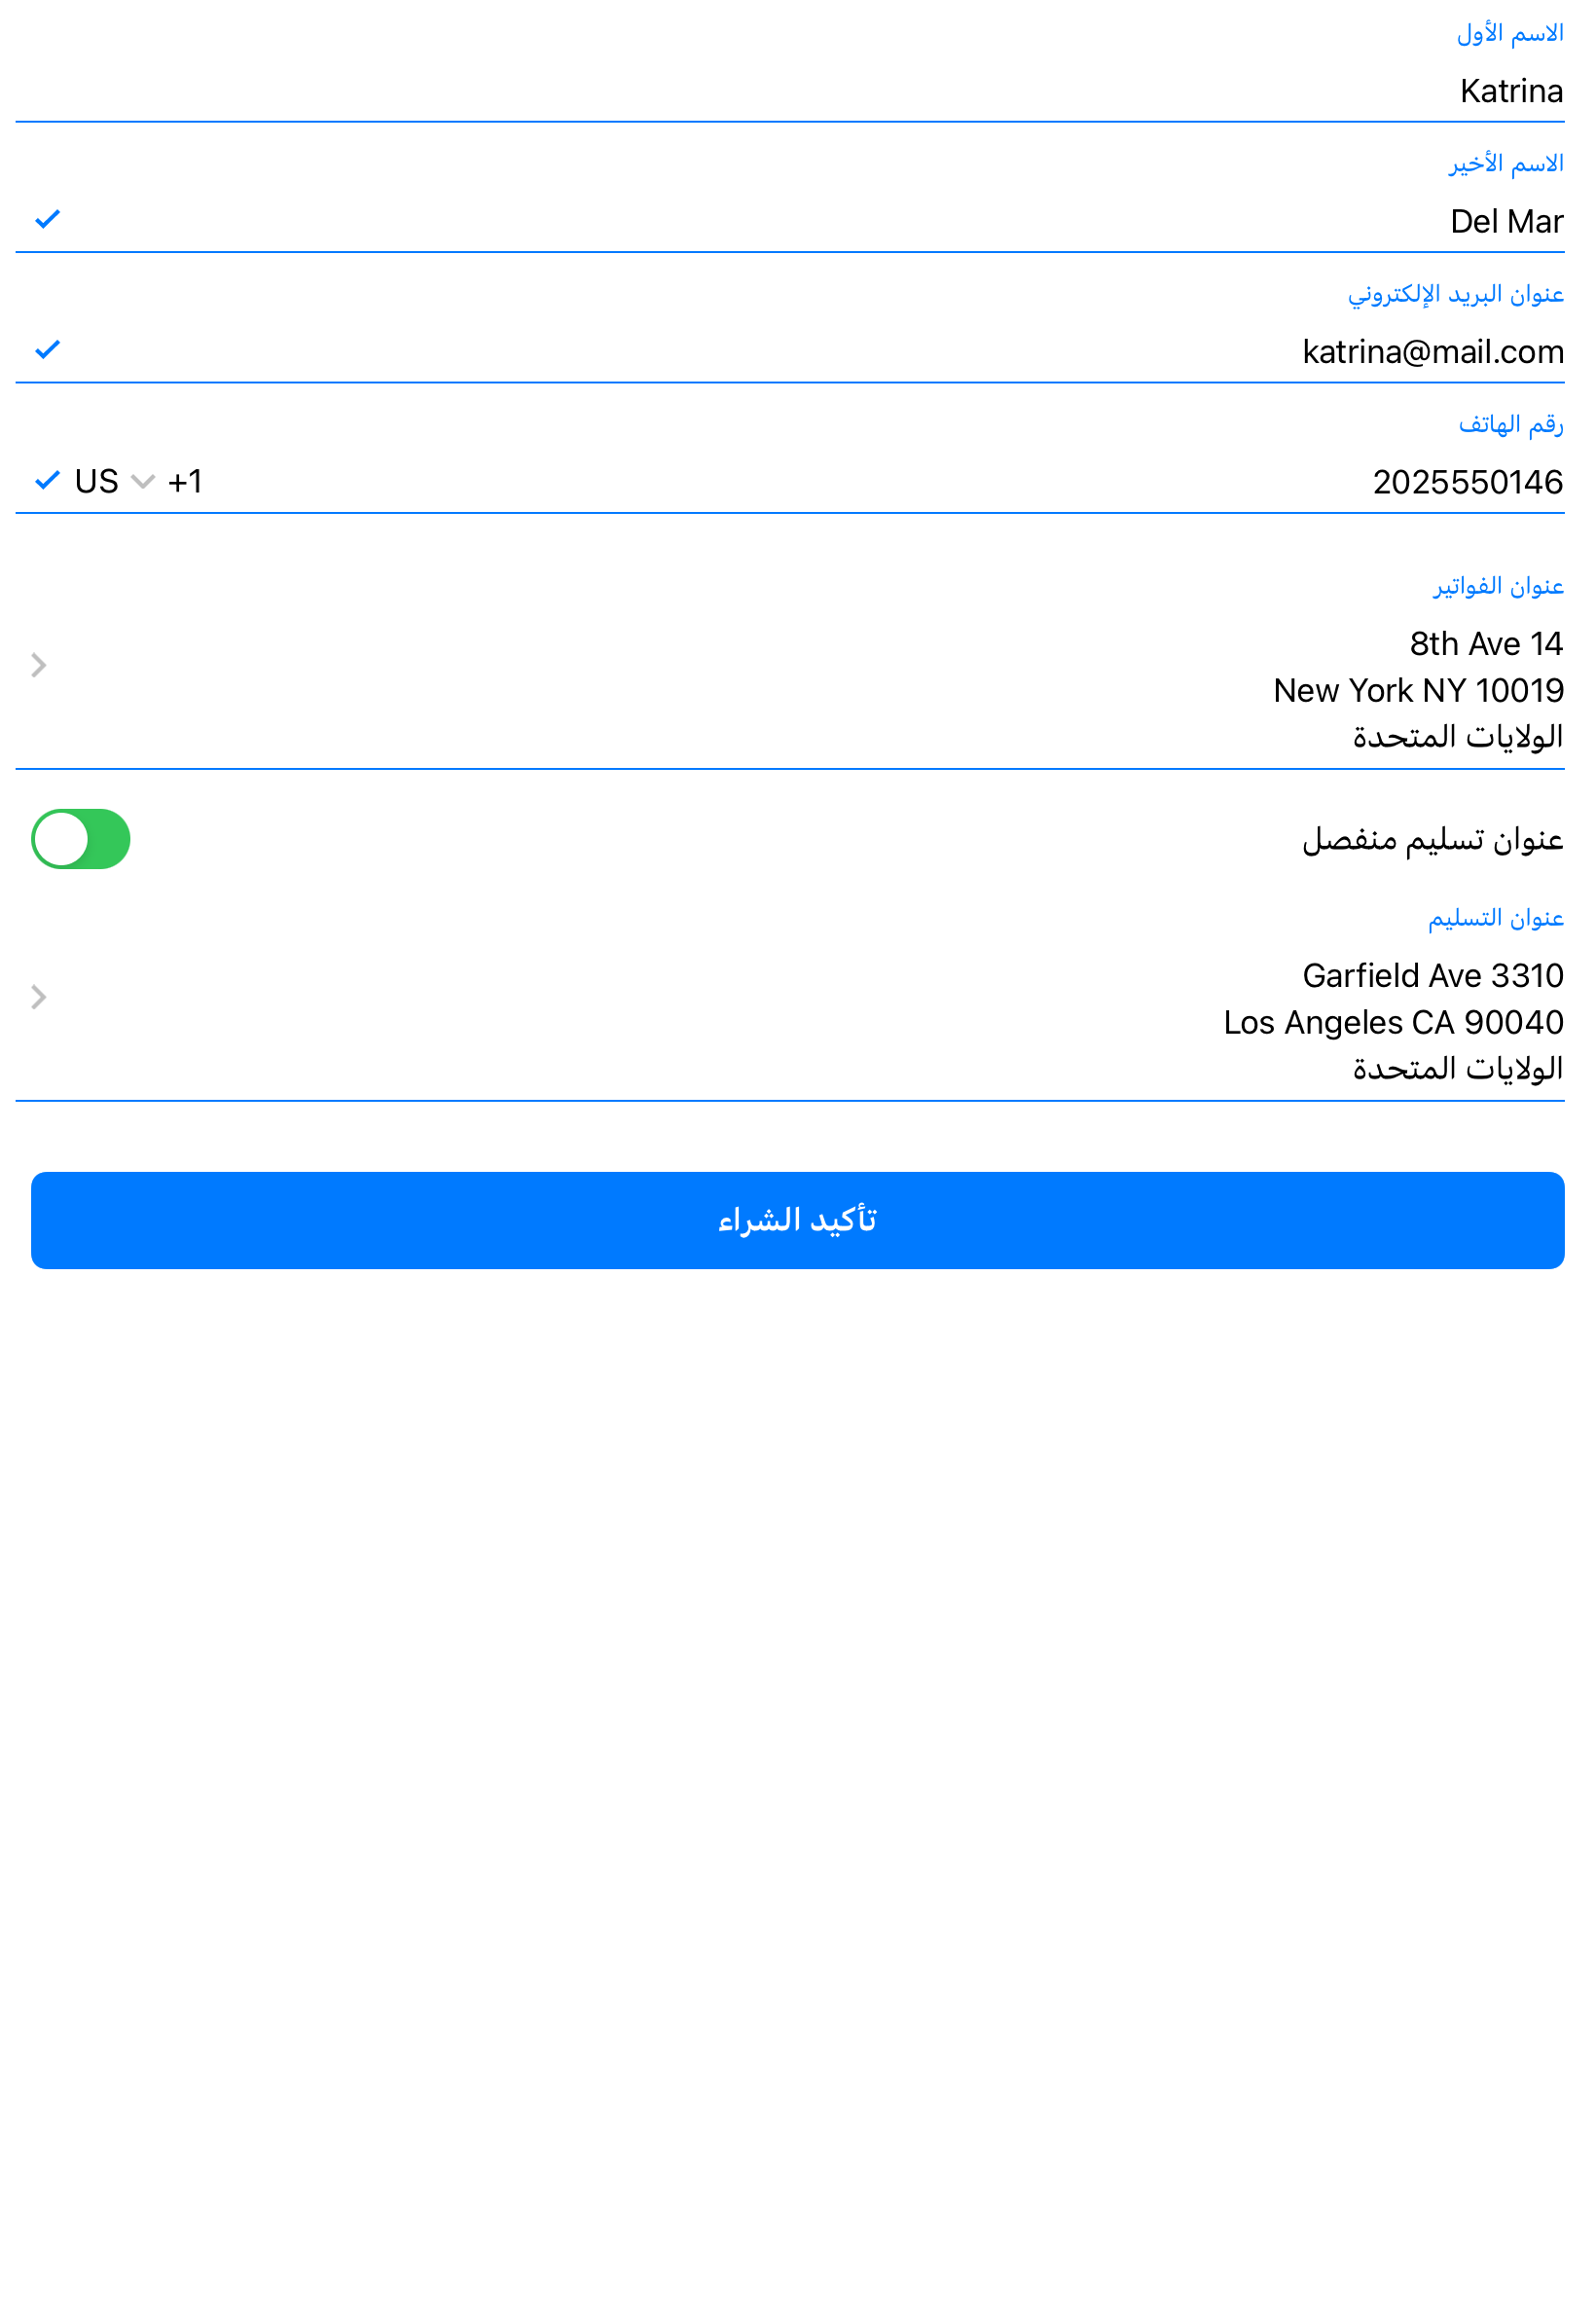 الاسم الأول
Katrina
الاسم الأخير
Del Mar
عنوان البريد الإلكتروني
katrina@mail.com
رقم الهاتف
2025550146
US +1
عنوان الفواتير
8th Ave 14
New York NY 10019
الولايات المتحدة
عنوان تسليم منفصل
عنوان التسليم
Garfield Ave 3310
Los Angeles CA 90040
الولايات المتحدة
تأكيد الشراء